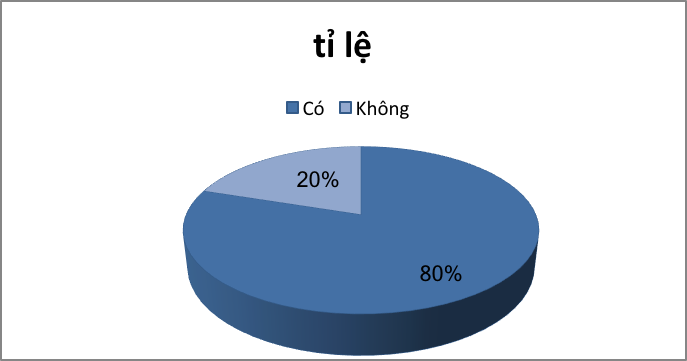 tỉ lệ
Có Không
20%
80%